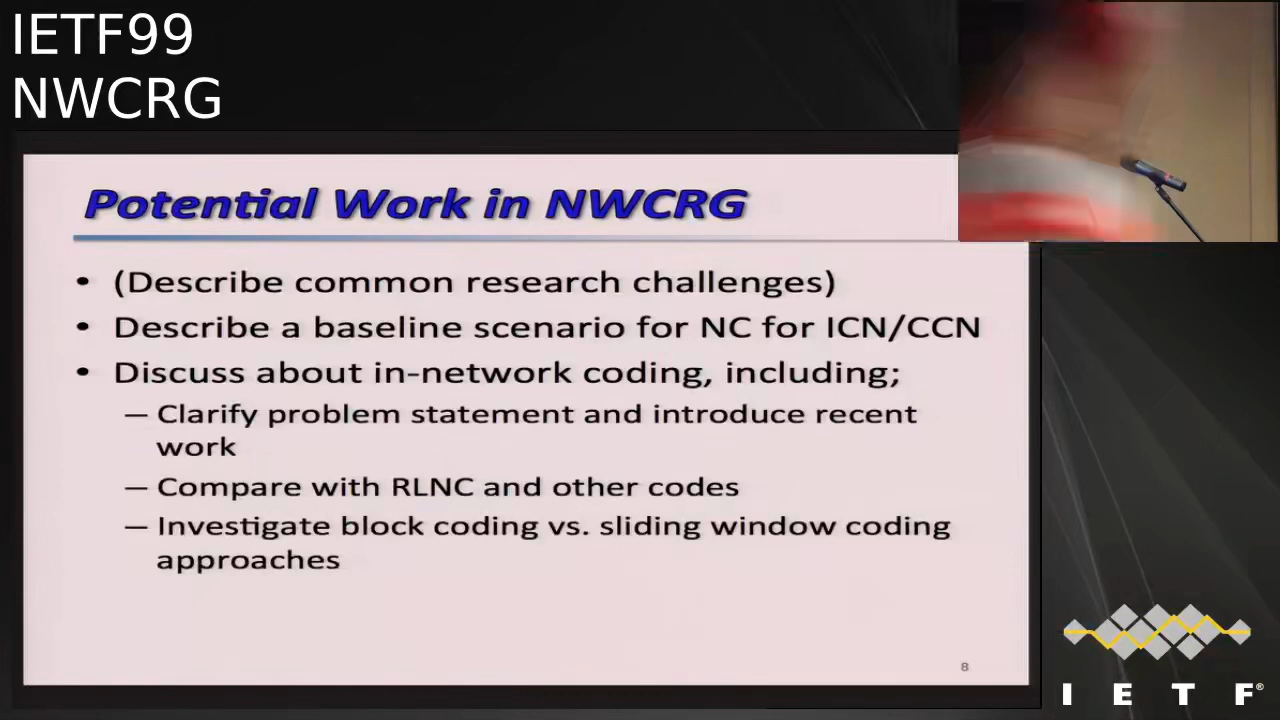 IETF99
NWCRG
Potential Work in NWCRG
• (Describe common research challenges)
• Describe a baseline scenario for NC for ICN/CCN
• Discuss about in-network coding, including;
– Clarify problem statement and introduce recent
work
– Compare with RLNC and other codes
– Investigate block coding vs. sliding window coding
approaches
8
I E T F®